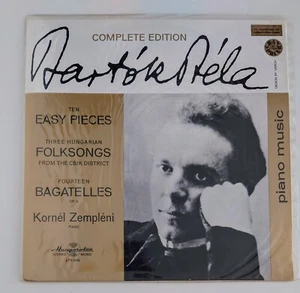 COMPLETE EDITION
Bartók Béla
TEN
EASY PIECES
THREE HUNGARIAN
FOLKSONGS
FROM THE CSÍK DISTRICT
FOURTEEN
BAGATELLES
Kornél Zempléni
PIANO
Hungaroton
piano music